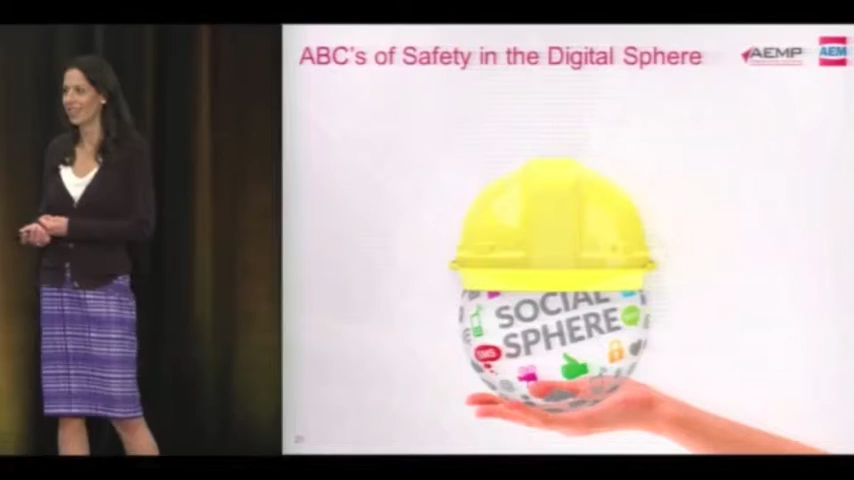 ABC's of Safety in the Digital Sphere
AEMP
AEM
SOCIAL
SPHERE
SMS